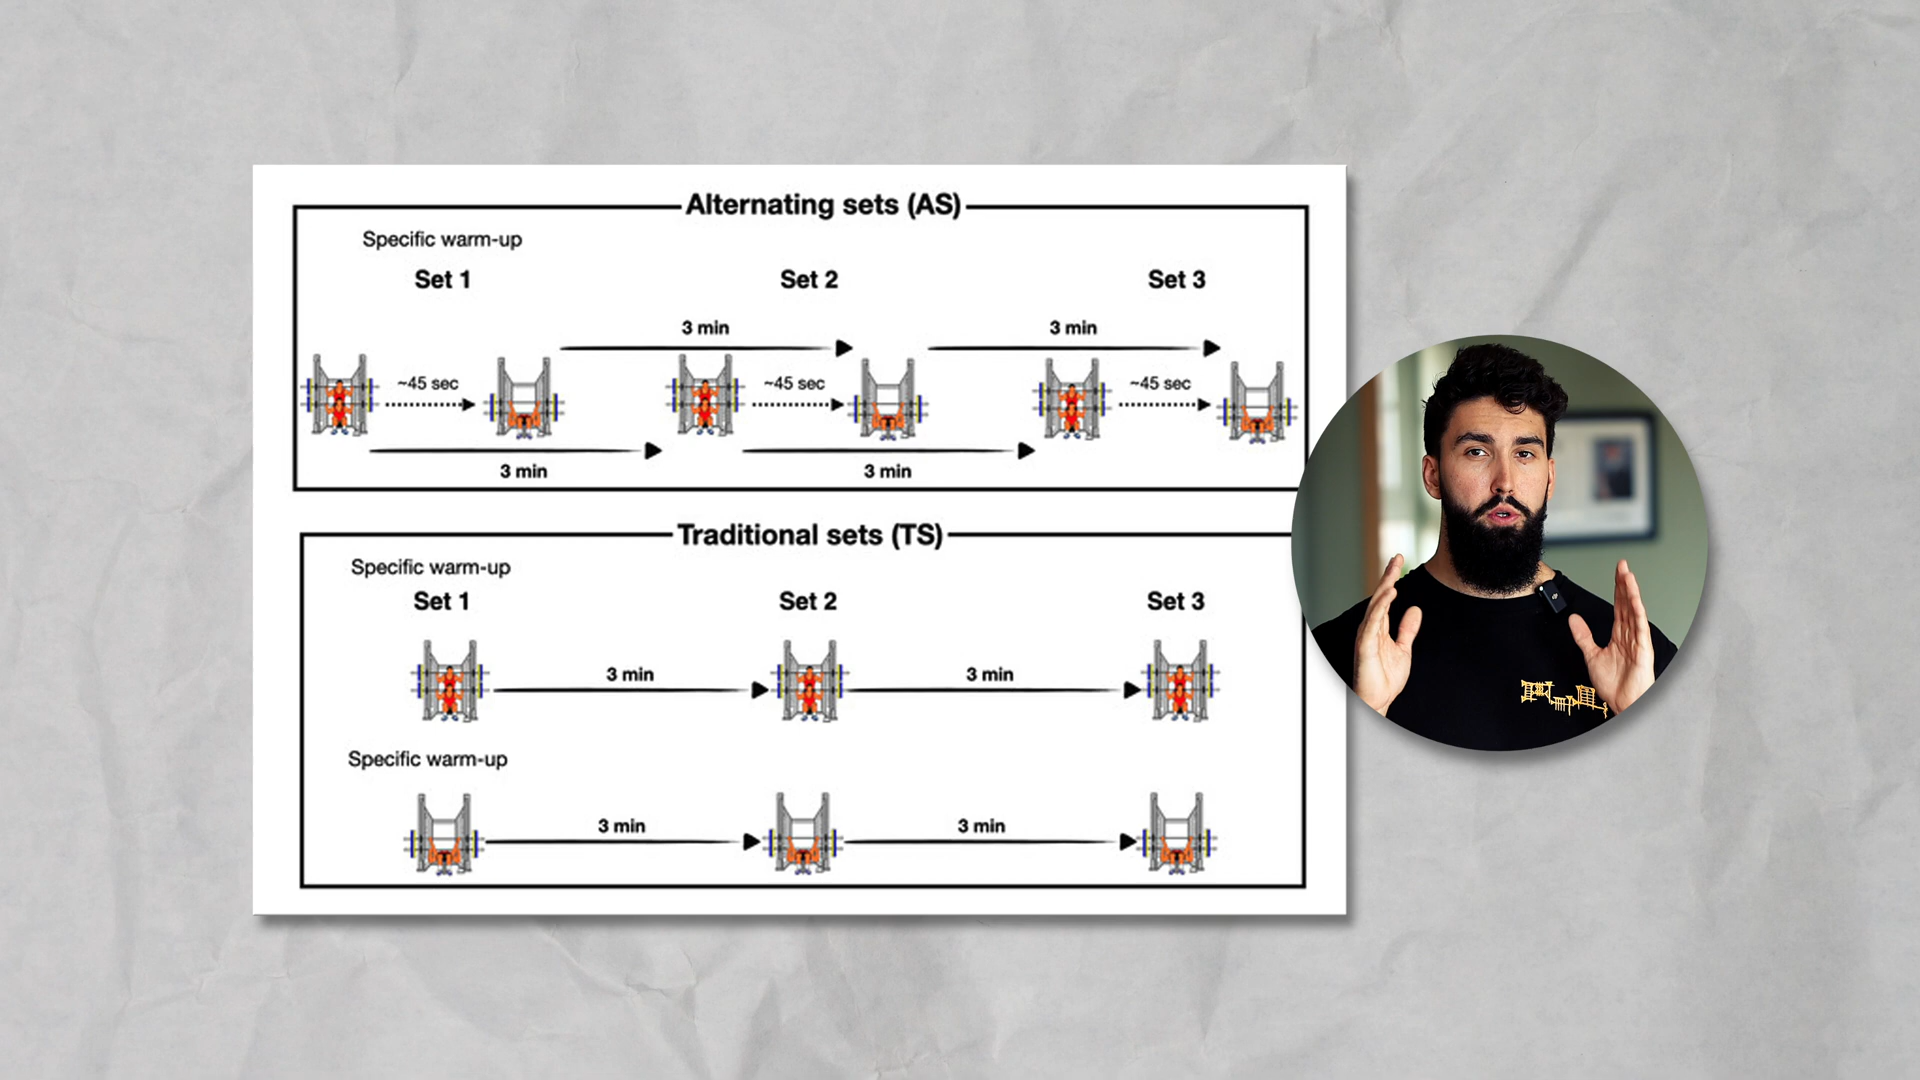 Alternating sets (AS)
Specific warm-up
Set 1 Set 2 Set 3
3 min 3 min
~45 sec ~45 sec ~45 sec
3 min 3 min
Traditional sets (TS)
Specific warm-up
Set 1 Set 2 Set 3
3 min 3 min
Specific warm-up
3 min 3 min